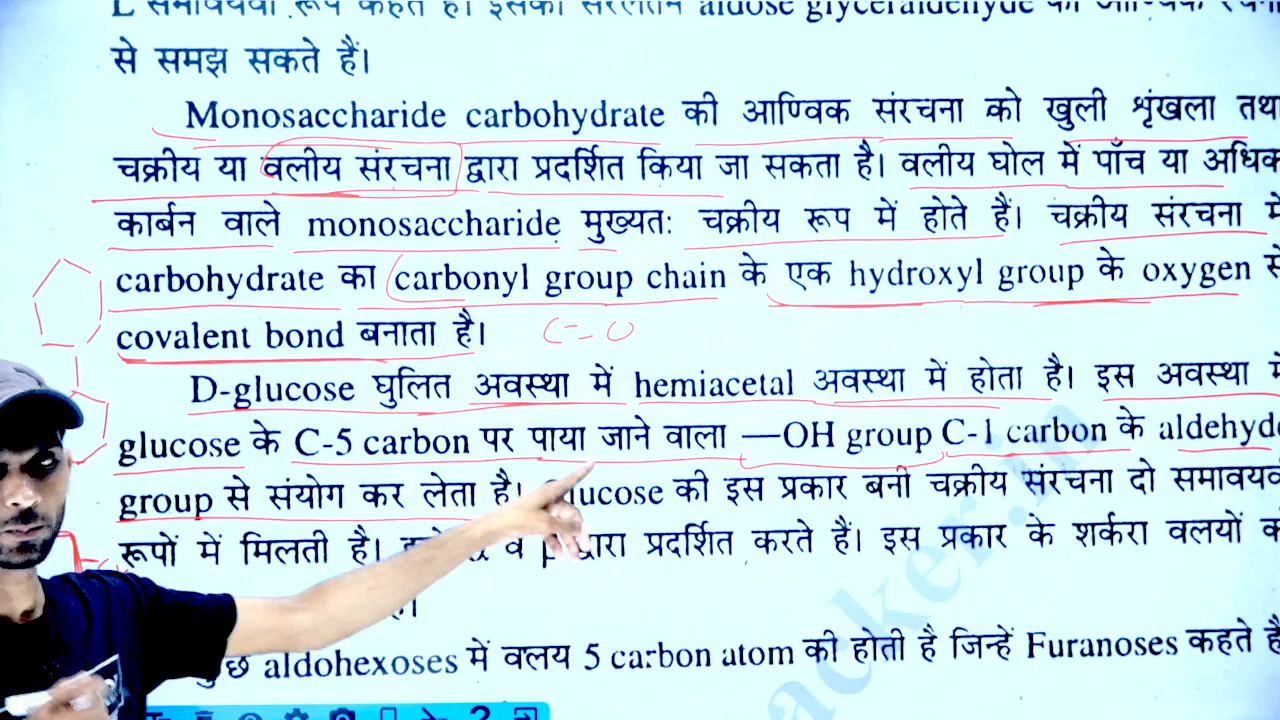 से समझ सकते हैं।
Monosaccharide carbohydrate की आण्विक संरचना को खुली शृंखला तथा
चक्रीय या वलीय संरचना द्वारा प्रदर्शित किया जा सकता है। वलीय घोल में पाँच या अधिक
कार्बन वाले monosaccharide मुख्यत: चक्रीय रूप में होते हैं। चक्रीय संरचना में
carbohydrate का carbonyl group chain के एक hydroxyl group के oxygen से
covalent bond बनाता है।
C=O
D-glucose घुलित अवस्था में hemiacetal अवस्था में होता है। इस अवस्था में
glucose के C-5 carbon पर पाया जाने वाला —OH group C-1 carbon के aldehyd
group से संयोग कर लेता है। glucose की इस प्रकार बनी चक्रीय संरचना दो समावयव
रूपों में मिलती है। व β द्वारा प्रदर्शित करते हैं। इस प्रकार के शर्करा वलयों
aldohexoses में वलय 5 carbon atom की होती है जिन्हें Furanoses कहते है
acker.in